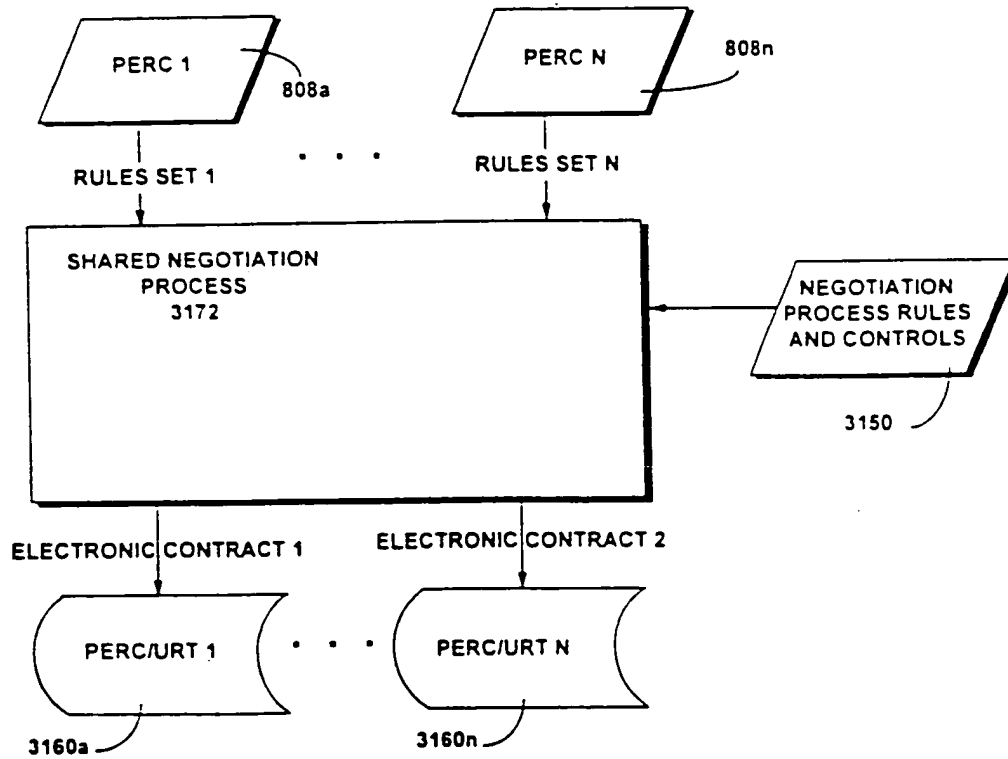 PERC 1
808a
PERC N
808n
RULES SET 1
RULES SET N
SHARED NEGOTIATION
PROCESS
3172
NEGOTIATION
PROCESS RULES
AND CONTROLS
3150
ELECTRONIC CONTRACT 1
ELECTRONIC CONTRACT 2
PERC/URT 1
PERC/URT N
3160a
3160n